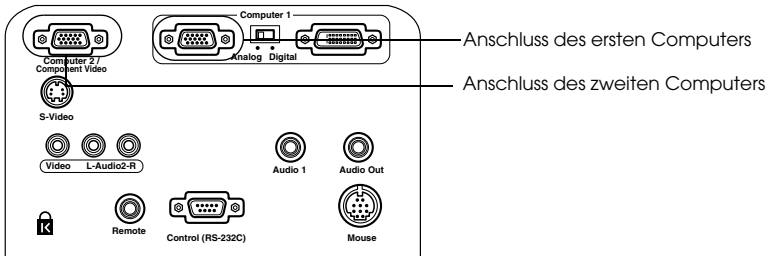 Computer 1
Anschluss des ersten Computers
Analog Digital
Computer 2 /
Component Video
Anschluss des zweiten Computers
S-Video
Video L-Audio2-R
Audio 1
Audio Out
K
Remote
Control (RS-232C)
Mouse